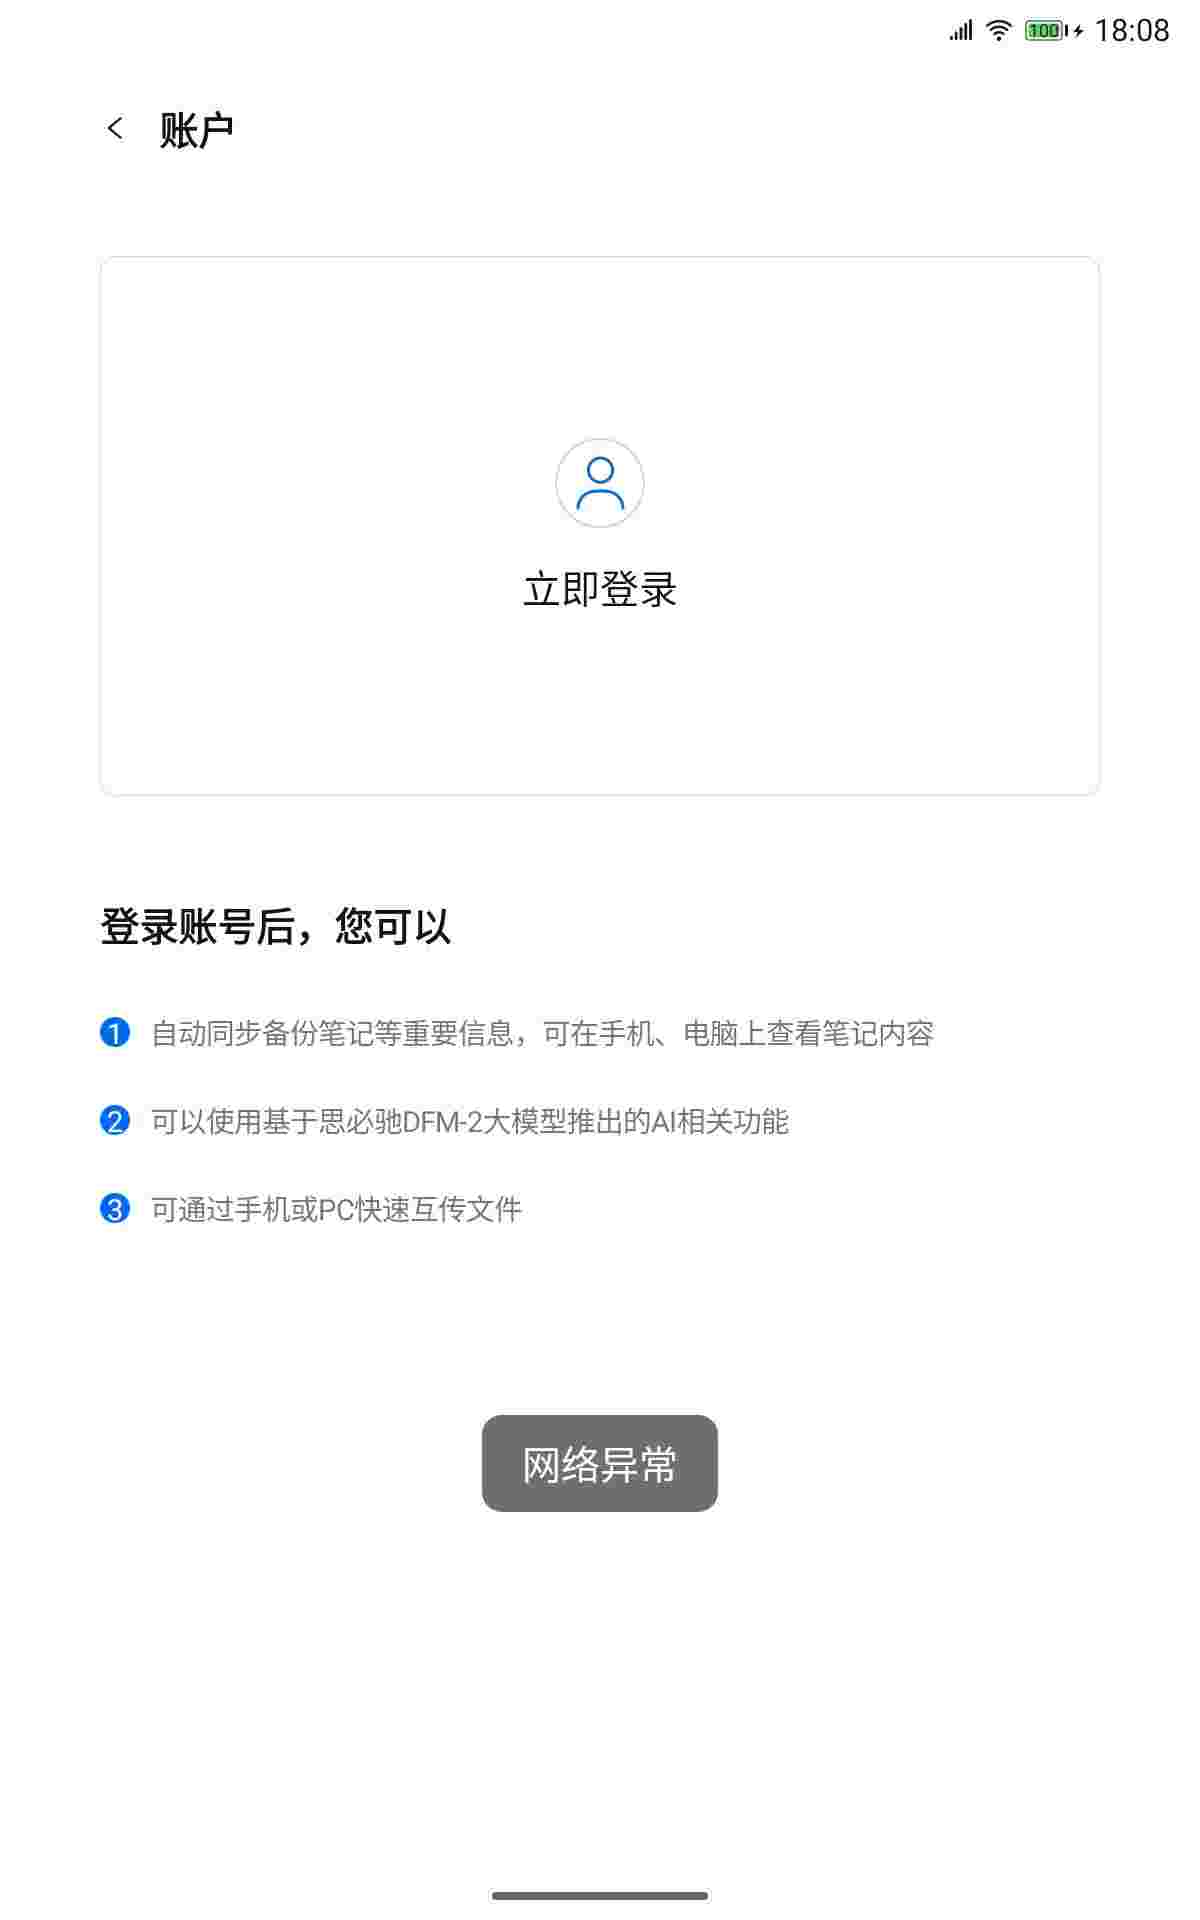 100 18:08
账户
立即登录
登录账号后，您可以
1 自动同步备份笔记等重要信息，可在手机、电脑上查看笔记内容
2 可以使用基于思必驰DFM-2大模型推出的AI相关功能
3 可通过手机或PC快速互传文件
网络异常